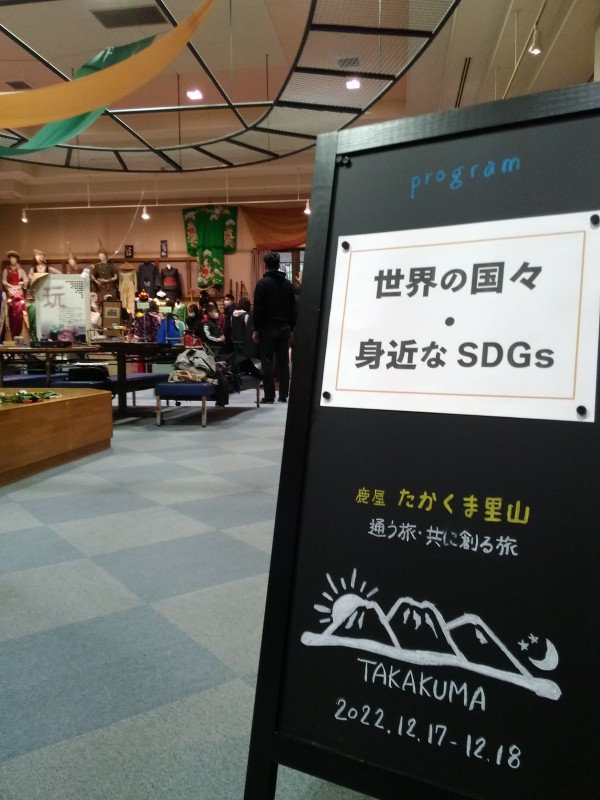 program
世界の国々
・
身近なSDGs
鹿屋 たかくま里山
通う旅・共に創る旅
TAKAKUMA
2022.12.17-12.18
玩